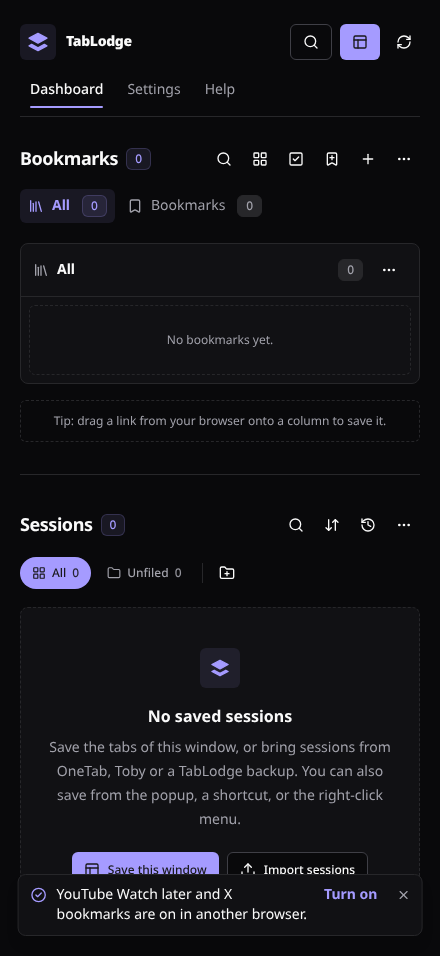 TabLodge
Dashboard Settings Help
Bookmarks 0
All 0 Bookmarks 0
All 0
No bookmarks yet.
Tip: drag a link from your browser onto a column to save it.
Sessions 0
All 0 Unfiled 0
No saved sessions
Save the tabs of this window, or bring sessions from
OneTab, Toby or a TabLodge backup. You can also
save from the popup, a shortcut, or the right-click
menu.
Save this window Import sessions
YouTube Watch later and X Turn on
bookmarks are on in another browser.